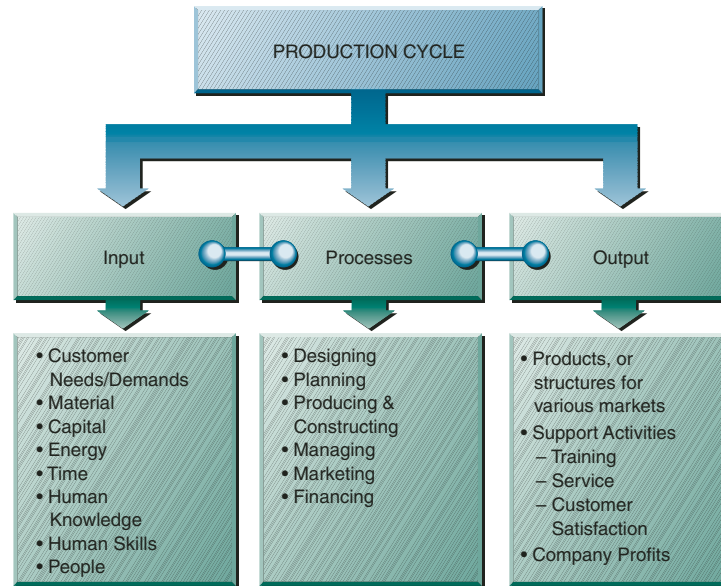 PRODUCTION CYCLE
Input
Processes
Output
• Customer
Needs/Demands
• Material
• Capital
• Energy
• Time
• Human
Knowledge
• Human Skills
• People
• Designing
• Planning
• Producing &
Constructing
• Managing
• Marketing
• Financing
• Products, or
structures for
various markets
• Support Activities
– Training
– Service
– Customer
Satisfaction
• Company Profits